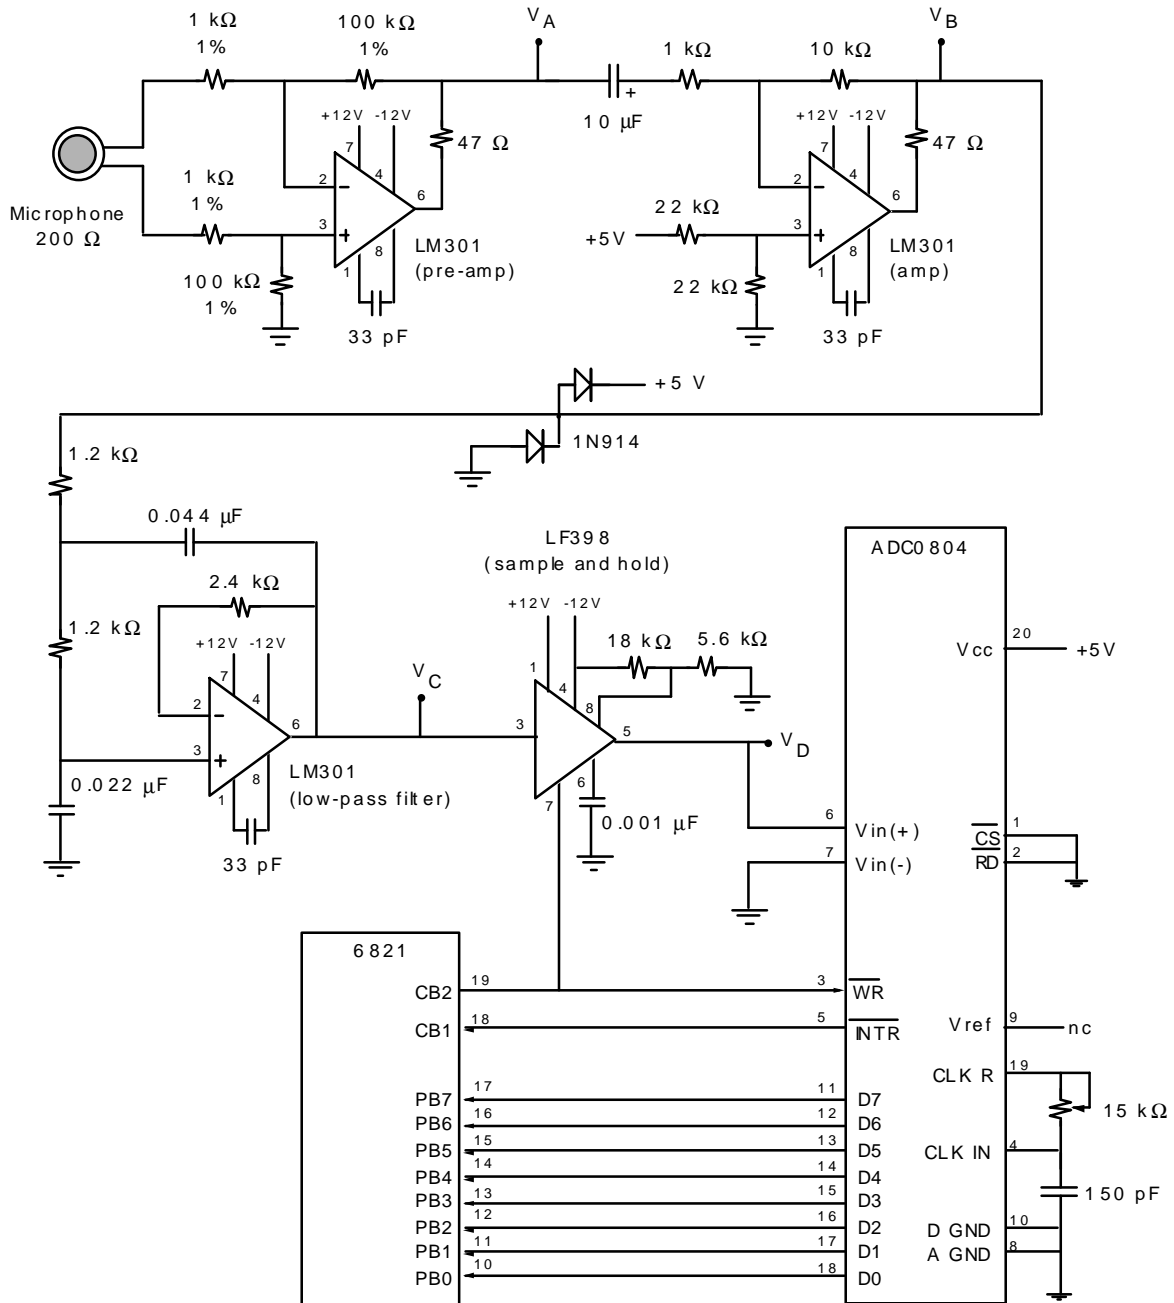 1 kΩ
1%
100 kΩ
1%
V A
1 kΩ
10 kΩ
V B
+
10 µF
+12V -12V
7
4
2
−
3
+
6
1
8
47 Ω
Microphone
200 Ω
1 kΩ
1%
100 kΩ
1%
LM301
(pre-amp)
33 pF
+12V -12V
7
4
2
−
3
+
6
1
8
47 Ω
22 kΩ
+5V
22 kΩ
LM301
(amp)
33 pF
+5 V
1N914
1.2 kΩ
0.044 µF
2.4 kΩ
1.2 kΩ
+12V -12V
7
4
2
−
3
+
6
1
8
0.022 µF
LM301
(low-pass filter)
33 pF
V C
LF398
(sample and hold)
+12V -12V
18 kΩ
5.6 kΩ
1
4
8
3
5
6
7
V D
0.001 µF
ADC0804
20
Vcc
+5V
6
Vin(+)
7
Vin(-)
1
CS
2
RD
6821
CB2 19 3 WR
CB1 18 5 INTR
Vref 9 nc
CLK R 19
15 kΩ
CLK IN 4
150 pF
D GND 10
A GND 8
PB7 17 11 D7
PB6 16 12 D6
PB5 15 13 D5
PB4 14 14 D4
PB3 13 15 D3
PB2 12 16 D2
PB1 11 17 D1
PB0 10 18 D0